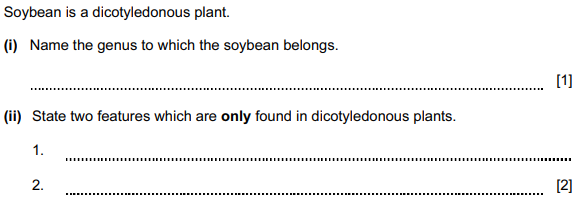 Soybean is a dicotyledonous plant.
(i) Name the genus to which the soybean belongs.
[1]
(ii) State two features which are only found in dicotyledonous plants.
1.
2. [2]